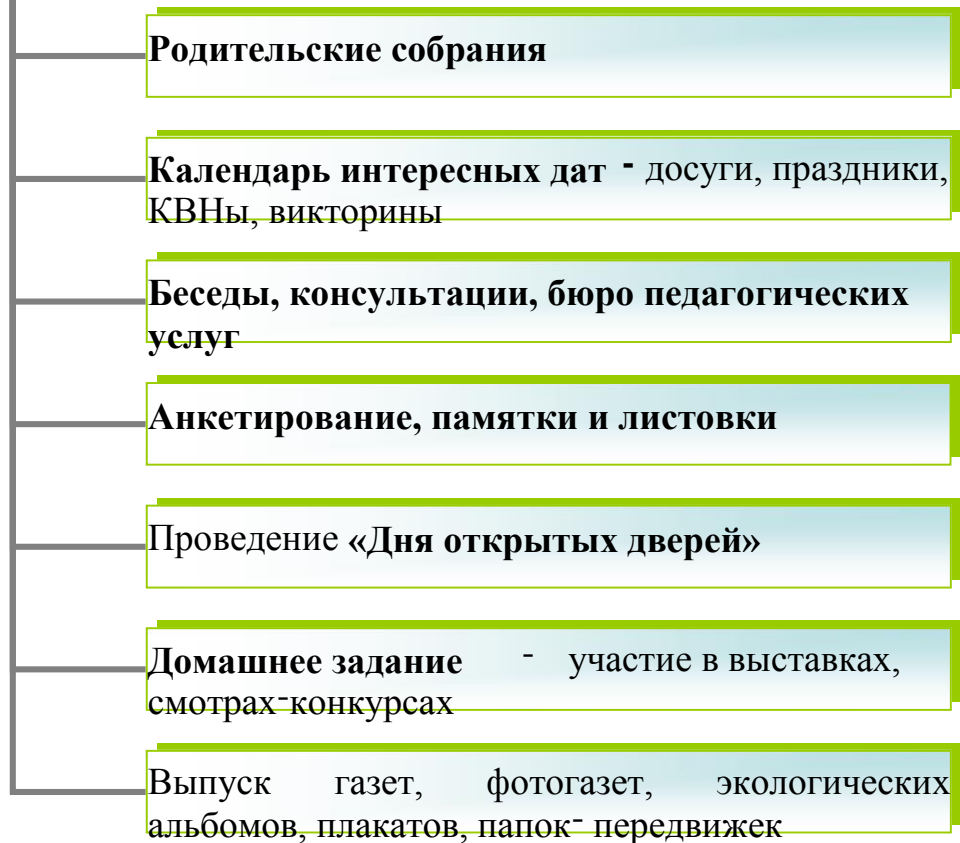 Родительские собрания
Календарь интересных дат - досуги, праздники,
КВНы, викторины
Беседы, консультации, бюро педагогических
услуг
Анкетирование, памятки и листовки
Проведение «Дня открытых дверей»
Домашнее задание - участие в выставках,
смотрах-конкурсах
Выпуск газет, фотогазет, экологических
альбомов, плакатов, папок- передвижек